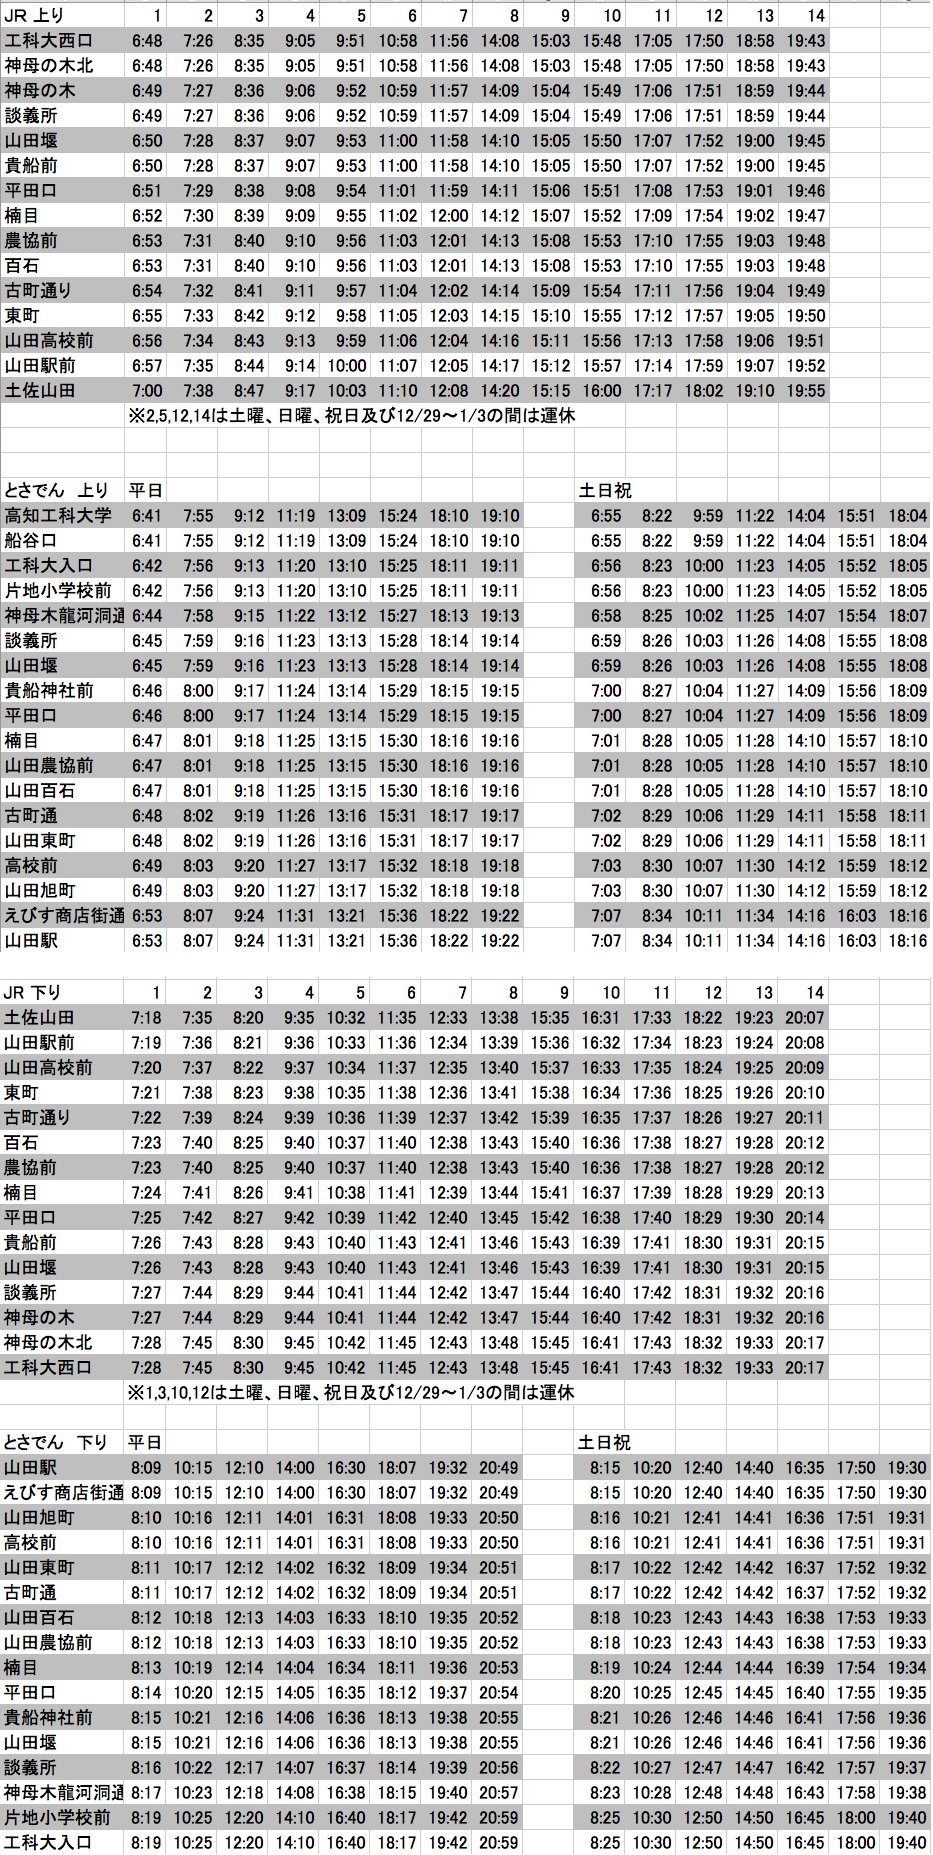 JR 上り 1 2 3 4 5 6 7 8 9 10 11 12 13 14
工科大西口 6:48 7:26 8:35 9:05 9:51 10:58 11:56 14:08 15:03 15:48 17:05 17:50 18:58 19:43
神母の木北 6:48 7:26 8:35 9:05 9:51 10:58 11:56 14:08 15:03 15:48 17:05 17:50 18:58 19:43
神母の木 6:49 7:27 8:36 9:06 9:52 10:59 11:57 14:09 15:04 15:49 17:06 17:51 18:59 19:44
談義所 6:49 7:27 8:36 9:06 9:52 10:59 11:57 14:09 15:04 15:49 17:06 17:51 18:59 19:44
山田堰 6:50 7:28 8:37 9:07 9:53 11:00 11:58 14:10 15:05 15:50 17:07 17:52 19:00 19:45
貴船前 6:50 7:28 8:37 9:07 9:53 11:00 11:58 14:10 15:05 15:50 17:07 17:52 19:00 19:45
平田口 6:51 7:29 8:38 9:08 9:54 11:01 11:59 14:11 15:06 15:51 17:08 17:53 19:01 19:46
楠目 6:52 7:30 8:39 9:09 9:55 11:02 12:00 14:12 15:07 15:52 17:09 17:54 19:02 19:47
農協前 6:53 7:31 8:40 9:10 9:56 11:03 12:01 14:13 15:08 15:53 17:10 17:55 19:03 19:48
百石 6:53 7:31 8:40 9:10 9:56 11:03 12:01 14:13 15:08 15:53 17:10 17:55 19:03 19:48
古町通り 6:54 7:32 8:41 9:11 9:57 11:04 12:02 14:14 15:09 15:54 17:11 17:56 19:04 19:49
東町 6:55 7:33 8:42 9:12 9:58 11:05 12:03 14:15 15:10 15:55 17:12 17:57 19:05 19:50
山田高校前 6:56 7:34 8:43 9:13 9:59 11:06 12:04 14:16 15:11 15:56 17:13 17:58 19:06 19:51
山田駅前 6:57 7:35 8:44 9:14 10:00 11:07 12:05 14:17 15:12 15:57 17:14 17:59 19:07 19:52
土佐山田 7:00 7:38 8:47 9:17 10:03 11:10 12:08 14:20 15:15 16:00 17:17 18:02 19:10 19:55
※2,5,12,14は土曜、日曜、祝日及び12/29〜1/3の間は運休
とさでん 上り 平日 土日祝
高知工科大学 6:41 7:55 9:12 11:19 13:09 15:24 18:10 19:10 6:55 8:22 9:59 11:22 14:04 15:51 18:04
船谷口 6:41 7:55 9:12 11:19 13:09 15:24 18:10 19:10 6:55 8:22 9:59 11:22 14:04 15:51 18:04
工科大入口 6:42 7:56 9:13 11:20 13:10 15:25 18:11 19:11 6:56 8:23 10:00 11:23 14:05 15:52 18:05
片地小学校前 6:42 7:56 9:13 11:20 13:10 15:25 18:11 19:11 6:56 8:23 10:00 11:23 14:05 15:52 18:05
神母木龍河洞通 6:44 7:58 9:15 11:22 13:12 15:27 18:13 19:13 6:58 8:25 10:02 11:25 14:07 15:54 18:07
談義所 6:45 7:59 9:16 11:23 13:13 15:28 18:14 19:14 6:59 8:26 10:03 11:26 14:08 15:55 18:08
山田堰 6:45 7:59 9:16 11:23 13:13 15:28 18:14 19:14 6:59 8:26 10:03 11:26 14:08 15:55 18:08
貴船神社前 6:46 8:00 9:17 11:24 13:14 15:29 18:15 19:15 7:00 8:27 10:04 11:27 14:09 15:56 18:09
平田口 6:46 8:00 9:17 11:24 13:14 15:29 18:15 19:15 7:00 8:27 10:04 11:27 14:09 15:56 18:09
楠目 6:47 8:01 9:18 11:25 13:15 15:30 18:16 19:16 7:01 8:28 10:05 11:28 14:10 15:57 18:10
山田農協前 6:47 8:01 9:18 11:25 13:15 15:30 18:16 19:16 7:01 8:28 10:05 11:28 14:10 15:57 18:10
山田百石 6:47 8:01 9:18 11:25 13:15 15:30 18:16 19:16 7:01 8:28 10:05 11:28 14:10 15:57 18:10
古町通 6:48 8:02 9:19 11:26 13:16 15:31 18:17 19:17 7:02 8:29 10:06 11:29 14:11 15:58 18:11
山田東町 6:48 8:02 9:19 11:26 13:16 15:31 18:17 19:17 7:02 8:29 10:06 11:29 14:11 15:58 18:11
高校前 6:49 8:03 9:20 11:27 13:17 15:32 18:18 19:18 7:03 8:30 10:07 11:30 14:12 15:59 18:12
山田旭町 6:49 8:03 9:20 11:27 13:17 15:32 18:18 19:18 7:03 8:30 10:07 11:30 14:12 15:59 18:12
えびす商店街通 6:53 8:07 9:24 11:31 13:21 15:36 18:22 19:22 7:07 8:34 10:11 11:34 14:16 16:03 18:16
山田駅 6:53 8:07 9:24 11:31 13:21 15:36 18:22 19:22 7:07 8:34 10:11 11:34 14:16 16:03 18:16
JR 下り 1 2 3 4 5 6 7 8 9 10 11 12 13 14
土佐山田 7:18 7:35 8:20 9:35 10:32 11:35 12:33 13:38 15:35 16:31 17:33 18:22 19:23 20:07
山田駅前 7:19 7:36 8:21 9:36 10:33 11:36 12:34 13:39 15:36 16:32 17:34 18:23 19:24 20:08
山田高校前 7:20 7:37 8:22 9:37 10:34 11:37 12:35 13:40 15:37 16:33 17:35 18:24 19:25 20:09
東町 7:21 7:38 8:23 9:38 10:35 11:38 12:36 13:41 15:38 16:34 17:36 18:25 19:26 20:10
古町通り 7:22 7:39 8:24 9:39 10:36 11:39 12:37 13:42 15:39 16:35 17:37 18:26 19:27 20:11
百石 7:23 7:40 8:25 9:40 10:37 11:40 12:38 13:43 15:40 16:36 17:38 18:27 19:28 20:12
農協前 7:23 7:40 8:25 9:40 10:37 11:40 12:38 13:43 15:40 16:36 17:38 18:27 19:28 20:12
楠目 7:24 7:41 8:26 9:41 10:38 11:41 12:39 13:44 15:41 16:37 17:39 18:28 19:29 20:13
平田口 7:25 7:42 8:27 9:42 10:39 11:42 12:40 13:45 15:42 16:38 17:40 18:29 19:30 20:14
貴船前 7:26 7:43 8:28 9:43 10:40 11:43 12:41 13:46 15:43 16:39 17:41 18:30 19:31 20:15
山田堰 7:26 7:43 8:28 9:43 10:40 11:43 12:41 13:46 15:43 16:39 17:41 18:30 19:31 20:15
談義所 7:27 7:44 8:29 9:44 10:41 11:44 12:42 13:47 15:44 16:40 17:42 18:31 19:32 20:16
神母の木 7:27 7:44 8:29 9:44 10:41 11:44 12:42 13:47 15:44 16:40 17:42 18:31 19:32 20:16
神母の木北 7:28 7:45 8:30 9:45 10:42 11:45 12:43 13:48 15:45 16:41 17:43 18:32 19:33 20:17
工科大西口 7:28 7:45 8:30 9:45 10:42 11:45 12:43 13:48 15:45 16:41 17:43 18:32 19:33 20:17
※1,3,10,12は土曜、日曜、祝日及び12/29〜1/3の間は運休
とさでん 下り 平日 土日祝
山田駅 8:09 10:15 12:10 14:00 16:30 18:07 19:32 20:49 8:15 10:20 12:40 14:40 16:35 17:50 19:30
えびす商店街通 8:09 10:15 12:10 14:00 16:30 18:07 19:32 20:49 8:15 10:20 12:40 14:40 16:35 17:50 19:30
山田旭町 8:10 10:16 12:11 14:01 16:31 18:08 19:33 20:50 8:16 10:21 12:41 14:41 16:36 17:51 19:31
高校前 8:10 10:16 12:11 14:01 16:31 18:08 19:33 20:50 8:16 10:21 12:41 14:41 16:36 17:51 19:31
山田東町 8:11 10:17 12:12 14:02 16:32 18:09 19:34 20:51 8:17 10:22 12:42 14:42 16:37 17:52 19:32
古町通 8:11 10:17 12:12 14:02 16:32 18:09 19:34 20:51 8:17 10:22 12:42 14:42 16:37 17:52 19:32
山田百石 8:12 10:18 12:13 14:03 16:33 18:10 19:35 20:52 8:18 10:23 12:43 14:43 16:38 17:53 19:33
山田農協前 8:12 10:18 12:13 14:03 16:33 18:10 19:35 20:52 8:18 10:23 12:43 14:43 16:38 17:53 19:33
楠目 8:13 10:19 12:14 14:04 16:34 18:11 19:36 20:53 8:19 10:24 12:44 14:44 16:39 17:54 19:34
平田口 8:14 10:20 12:15 14:05 16:35 18:12 19:37 20:54 8:20 10:25 12:45 14:45 16:40 17:55 19:35
貴船神社前 8:15 10:21 12:16 14:06 16:36 18:13 19:38 20:55 8:21 10:26 12:46 14:46 16:41 17:56 19:36
山田堰 8:15 10:21 12:16 14:06 16:36 18:13 19:38 20:55 8:21 10:26 12:46 14:46 16:41 17:56 19:36
談義所 8:16 10:22 12:17 14:07 16:37 18:14 19:39 20:56 8:22 10:27 12:47 14:47 16:42 17:57 19:37
神母木龍河洞通 8:17 10:23 12:18 14:08 16:38 18:15 19:40 20:57 8:23 10:28 12:48 14:48 16:43 17:58 19:38
片地小学校前 8:19 10:25 12:20 14:10 16:40 18:17 19:42 20:59 8:25 10:30 12:50 14:50 16:45 18:00 19:40
工科大入口 8:19 10:25 12:20 14:10 16:40 18:17 19:42 20:59 8:25 10:30 12:50 14:50 16:45 18:00 19:40